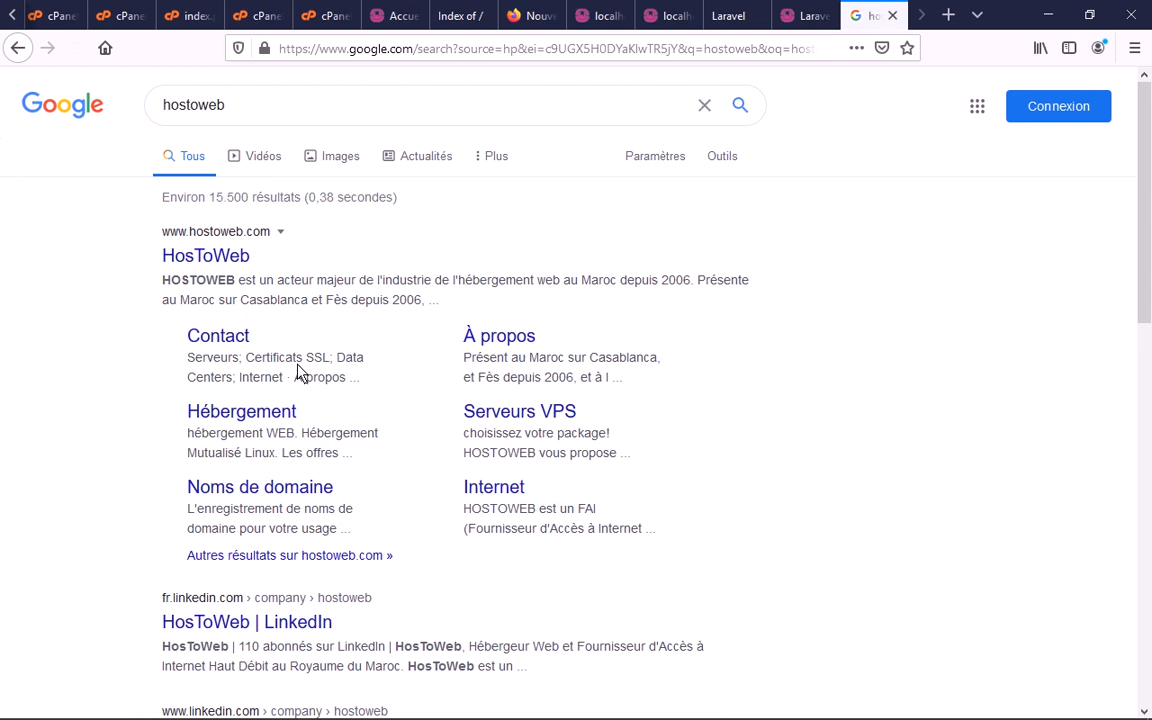 cPane cPane index. cPane cPane Accue Index of / Nouv localh localh Laravel Larave ho
https://www.google.com/search?source=hp&ei=c9UGX5H0DYaKlwTR5jY&q=hostoweb&oq=host
Google hostoweb Connexion
Tous Vidéos Images Actualités Plus Paramètres Outils
Environ 15.500 résultats (0,38 secondes)
www.hostoweb.com
HosToWeb
HOSTOWEB est un acteur majeur de l'industrie de l'hébergement web au Maroc depuis 2006. Présente
au Maroc sur Casablanca et Fès depuis 2006, ...
Contact
Serveurs; Certificats SSL; Data
Centers; Internet · A propos ...
À propos
Présent au Maroc sur Casablanca,
et Fès depuis 2006, et à l ...
Hébergement
hébergement WEB. Hébergement
Mutualisé Linux. Les offres ...
Serveurs VPS
choisissez votre package!
HOSTOWEB vous propose ...
Noms de domaine
L'enregistrement de noms de
domaine pour votre usage ...
Internet
HOSTOWEB est un FAI
(Fournisseur d'Accès à Internet ...
Autres résultats sur hostoweb.com »
fr.linkedin.com › company › hostoweb
HosToWeb | LinkedIn
HosToWeb | 110 abonnés sur LinkedIn | HosToWeb, Hébergeur Web et Fournisseur d'Accès à
Internet Haut Débit au Royaume du Maroc. HosToWeb est un ...
www.linkedin.com › company › hostoweb